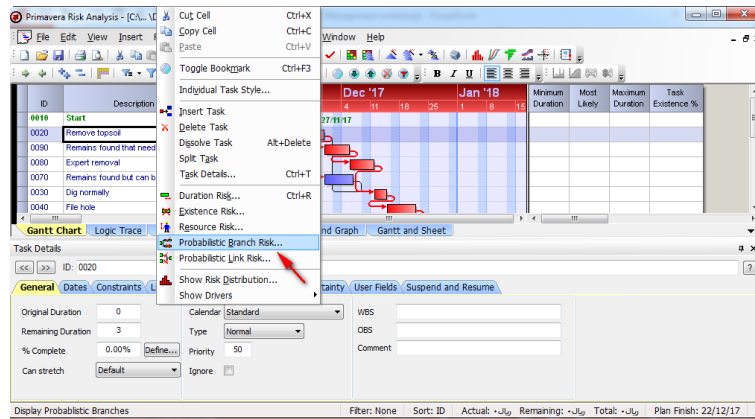 Primavera Risk Analysis - [C:\... \D
File Edit View Insert
Window Help
Cut Cell Ctrl+X
Copy Cell Ctrl+C
Paste Ctrl+V
Toggle Bookmark Ctrl+F3
Individual Task Style...
Insert Task
Delete Task
Dissolve Task Alt+Delete
Split Task
Task Details... Ctrl+T
Duration Risk... Ctrl+R
Existence Risk...
Resource Risk...
Probabilistic Branch Risk...
Probabilistic Link Risk...
Show Risk Distribution...
Show Drivers
B I U
ID Description
Dec '17 Jan '18
4 11 18 25 1 8 15
Minimum Duration Most Likely Maximum Duration Task Existence %
0010 Start
27/11/17
0020 Remove topsoil
0090 Remains found that need
0080 Expert removal
0070 Remains found but can b
0030 Dig normally
0040 File hole
Gantt Chart Logic Trace nd Graph Gantt and Sheet
Task Details
<< >> ID: 0020 ?
General Dates Constraints L tainty User Fields Suspend and Resume
Original Duration 0 Calendar Standard WBS
Remaining Duration 3 Type Normal OBS
% Complete 0.00% Define... Priority 50 Comment
Can stretch Default Ignore
Display Probablistic Branches Filter: None Sort: ID Actual: ریال۰ Remaining: ریال۰ Total: ریال۰ Plan Finish: 22/12/17